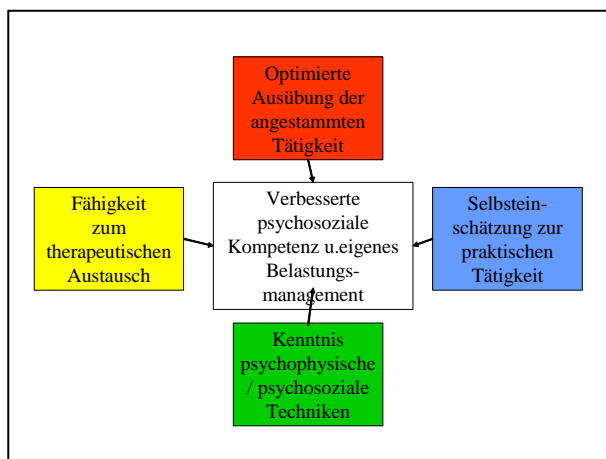 Optimierte
Ausübung der
angestammten
Tätigkeit
Fähigkeit
zum
therapeutischen
Austausch
Verbesserte
psychosoziale
Kompetenz u.eigenes
Belastungs-
management
Selbstein-
schätzung zur
praktischen
Tätigkeit
Kenntnis
psychophysische
/ psychosoziale
Techniken